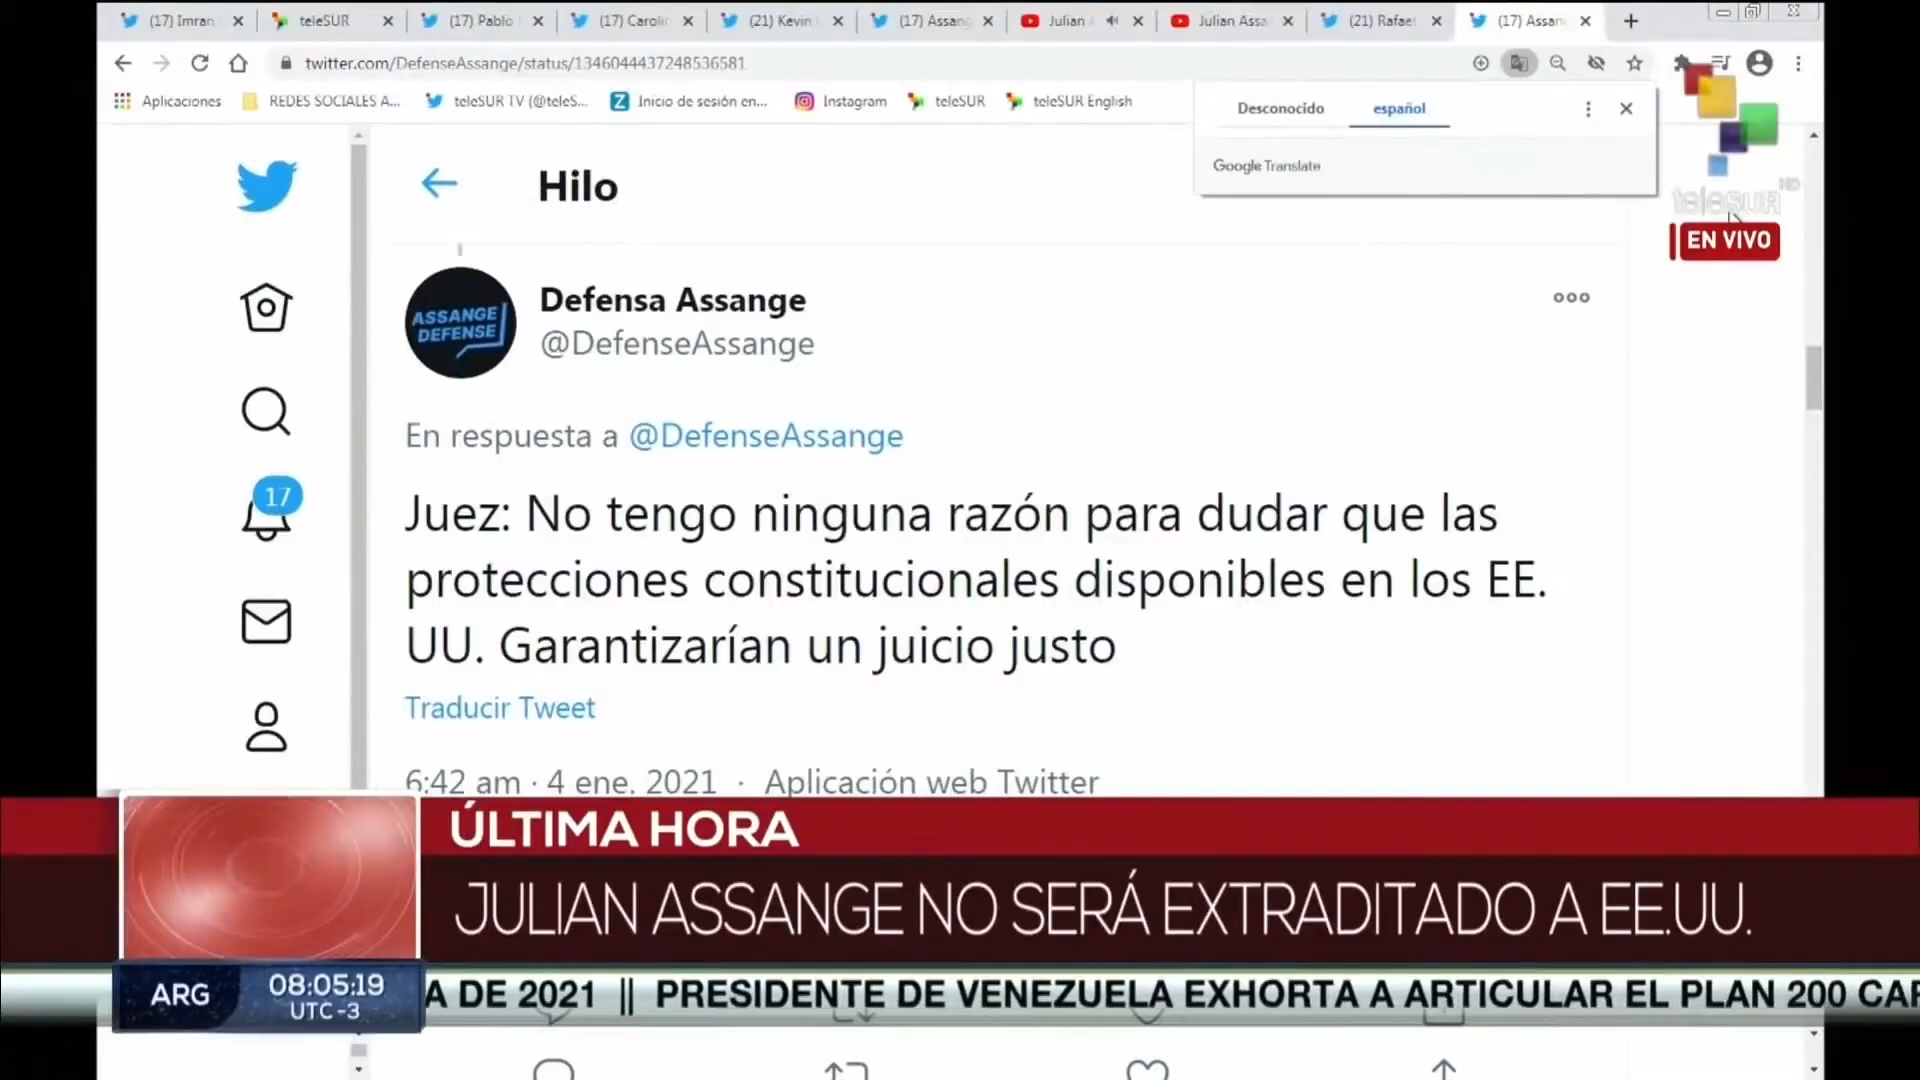 (17) Imran
teleSUR
(17) Pablo
(17) Carolin
(21) Kevin
(17) Assang
Julian A
Julian Assa
(21) Rafael
(17) Assan
twitter.com/DefenseAssange/status/1346044437248536581
Aplicaciones
REDES SOCIALES A...
teleSUR TV (@teleS...
Inicio de sesión en...
Instagram
teleSUR
teleSUR English
Desconocido
español
Google Translate
teleSUR HD
EN VIVO
Hilo
ASSANGE
DEFENSE
Defensa Assange
@DefenseAssange
En respuesta a @DefenseAssange
17
Juez: No tengo ninguna razón para dudar que las
protecciones constitucionales disponibles en los EE.
UU. Garantizarían un juicio justo
Traducir Tweet
6:42 am · 4 ene. 2021 · Aplicación web Twitter
ÚLTIMA HORA
JULIAN ASSANGE NO SERÁ EXTRADITADO A EE.UU.
ARG
08:05:19
UTC-3
A DE 2021 || PRESIDENTE DE VENEZUELA EXHORTA A ARTICULAR EL PLAN 200 CAR